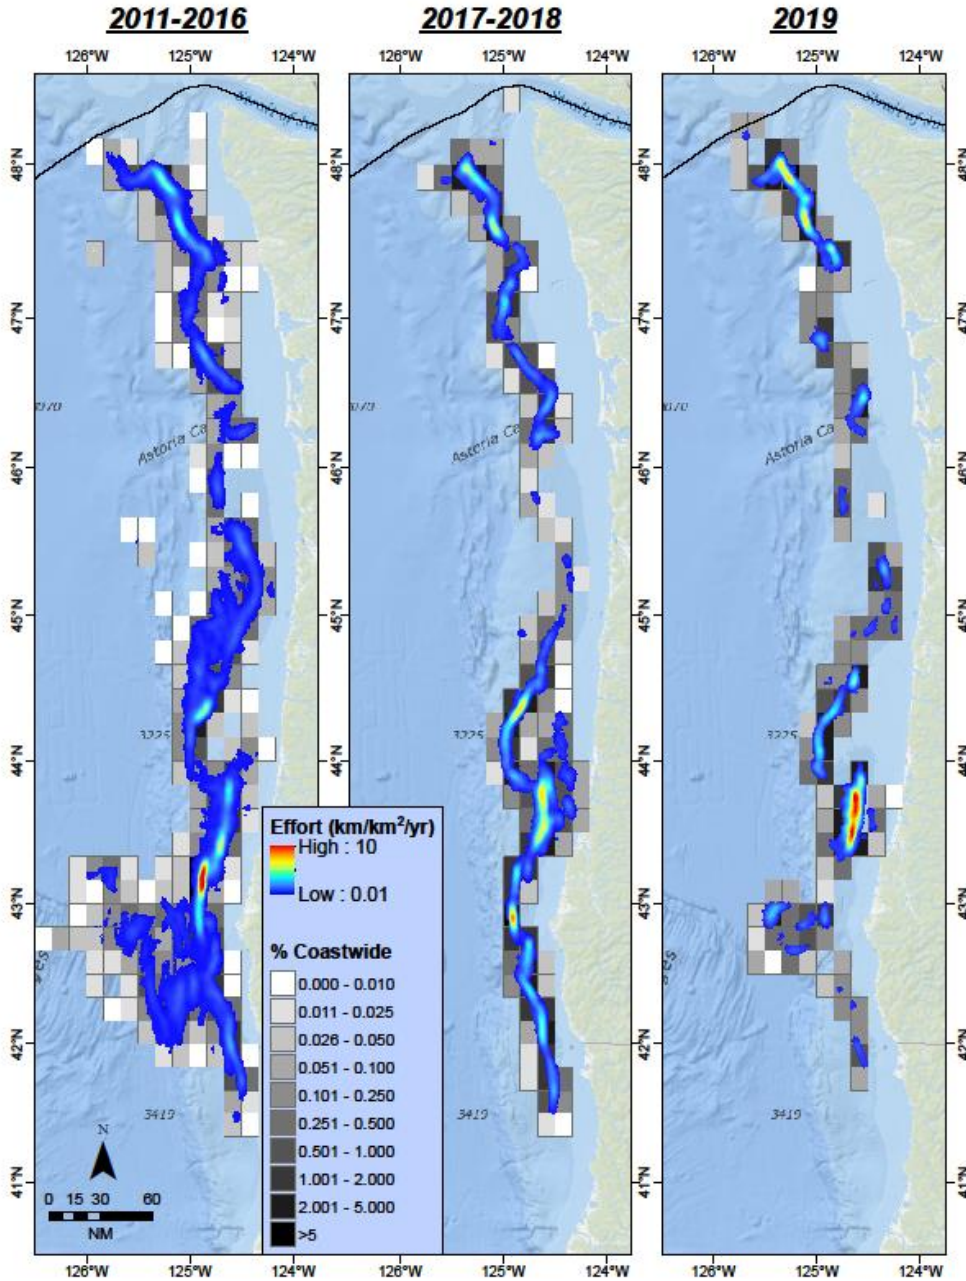 2011-2016
2017-2018
2019
126°W 125°W 124°W
126°W 125°W 124°W
126°W 125°W 124°W
48°N 48°N 48°N 48°N
47°N 47°N 47°N 47°N
46°N 46°N 46°N 46°N
45°N 45°N 45°N 45°N
44°N 44°N 44°N 44°N
43°N 43°N 43°N
42°N 42°N 42°N
41°N 41°N 41°N
Astoria Ca
Astoria Ca
Astoria Ca
3225
3225
3225
3419
3419
3419
Effort (km/km²/yr)
High : 10
Low : 0.01
% Coastwide
0.000 - 0.010
0.011 - 0.025
0.026 - 0.050
0.051 - 0.100
0.101 - 0.250
0.251 - 0.500
0.501 - 1.000
1.001 - 2.000
2.001 - 5.000
>5
N
0 15 30 60
NM
126°W 125°W 124°W
126°W 125°W 124°W
126°W 125°W 124°W